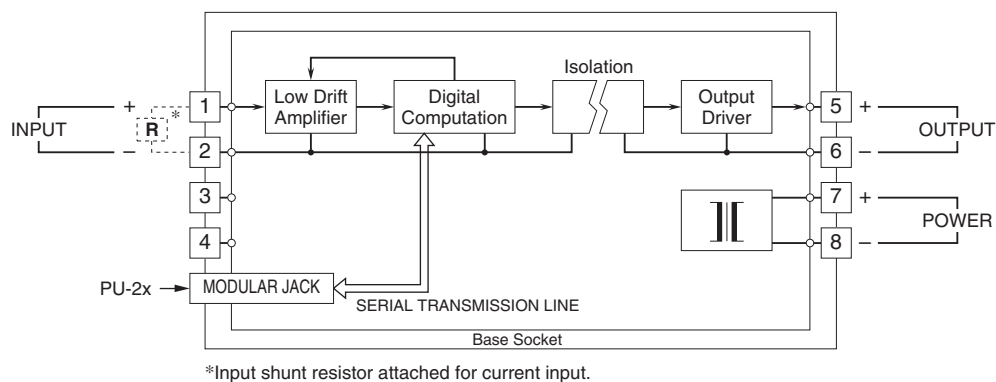 Isolation
Low Drift
Amplifier
Digital
Computation
Output
Driver
INPUT
+
–
R
*
1
2
3
4
5 +
6 –
OUTPUT
7 +
8 –
POWER
PU-2x
MODULAR JACK
SERIAL TRANSMISSION LINE
Base Socket
*Input shunt resistor attached for current input.